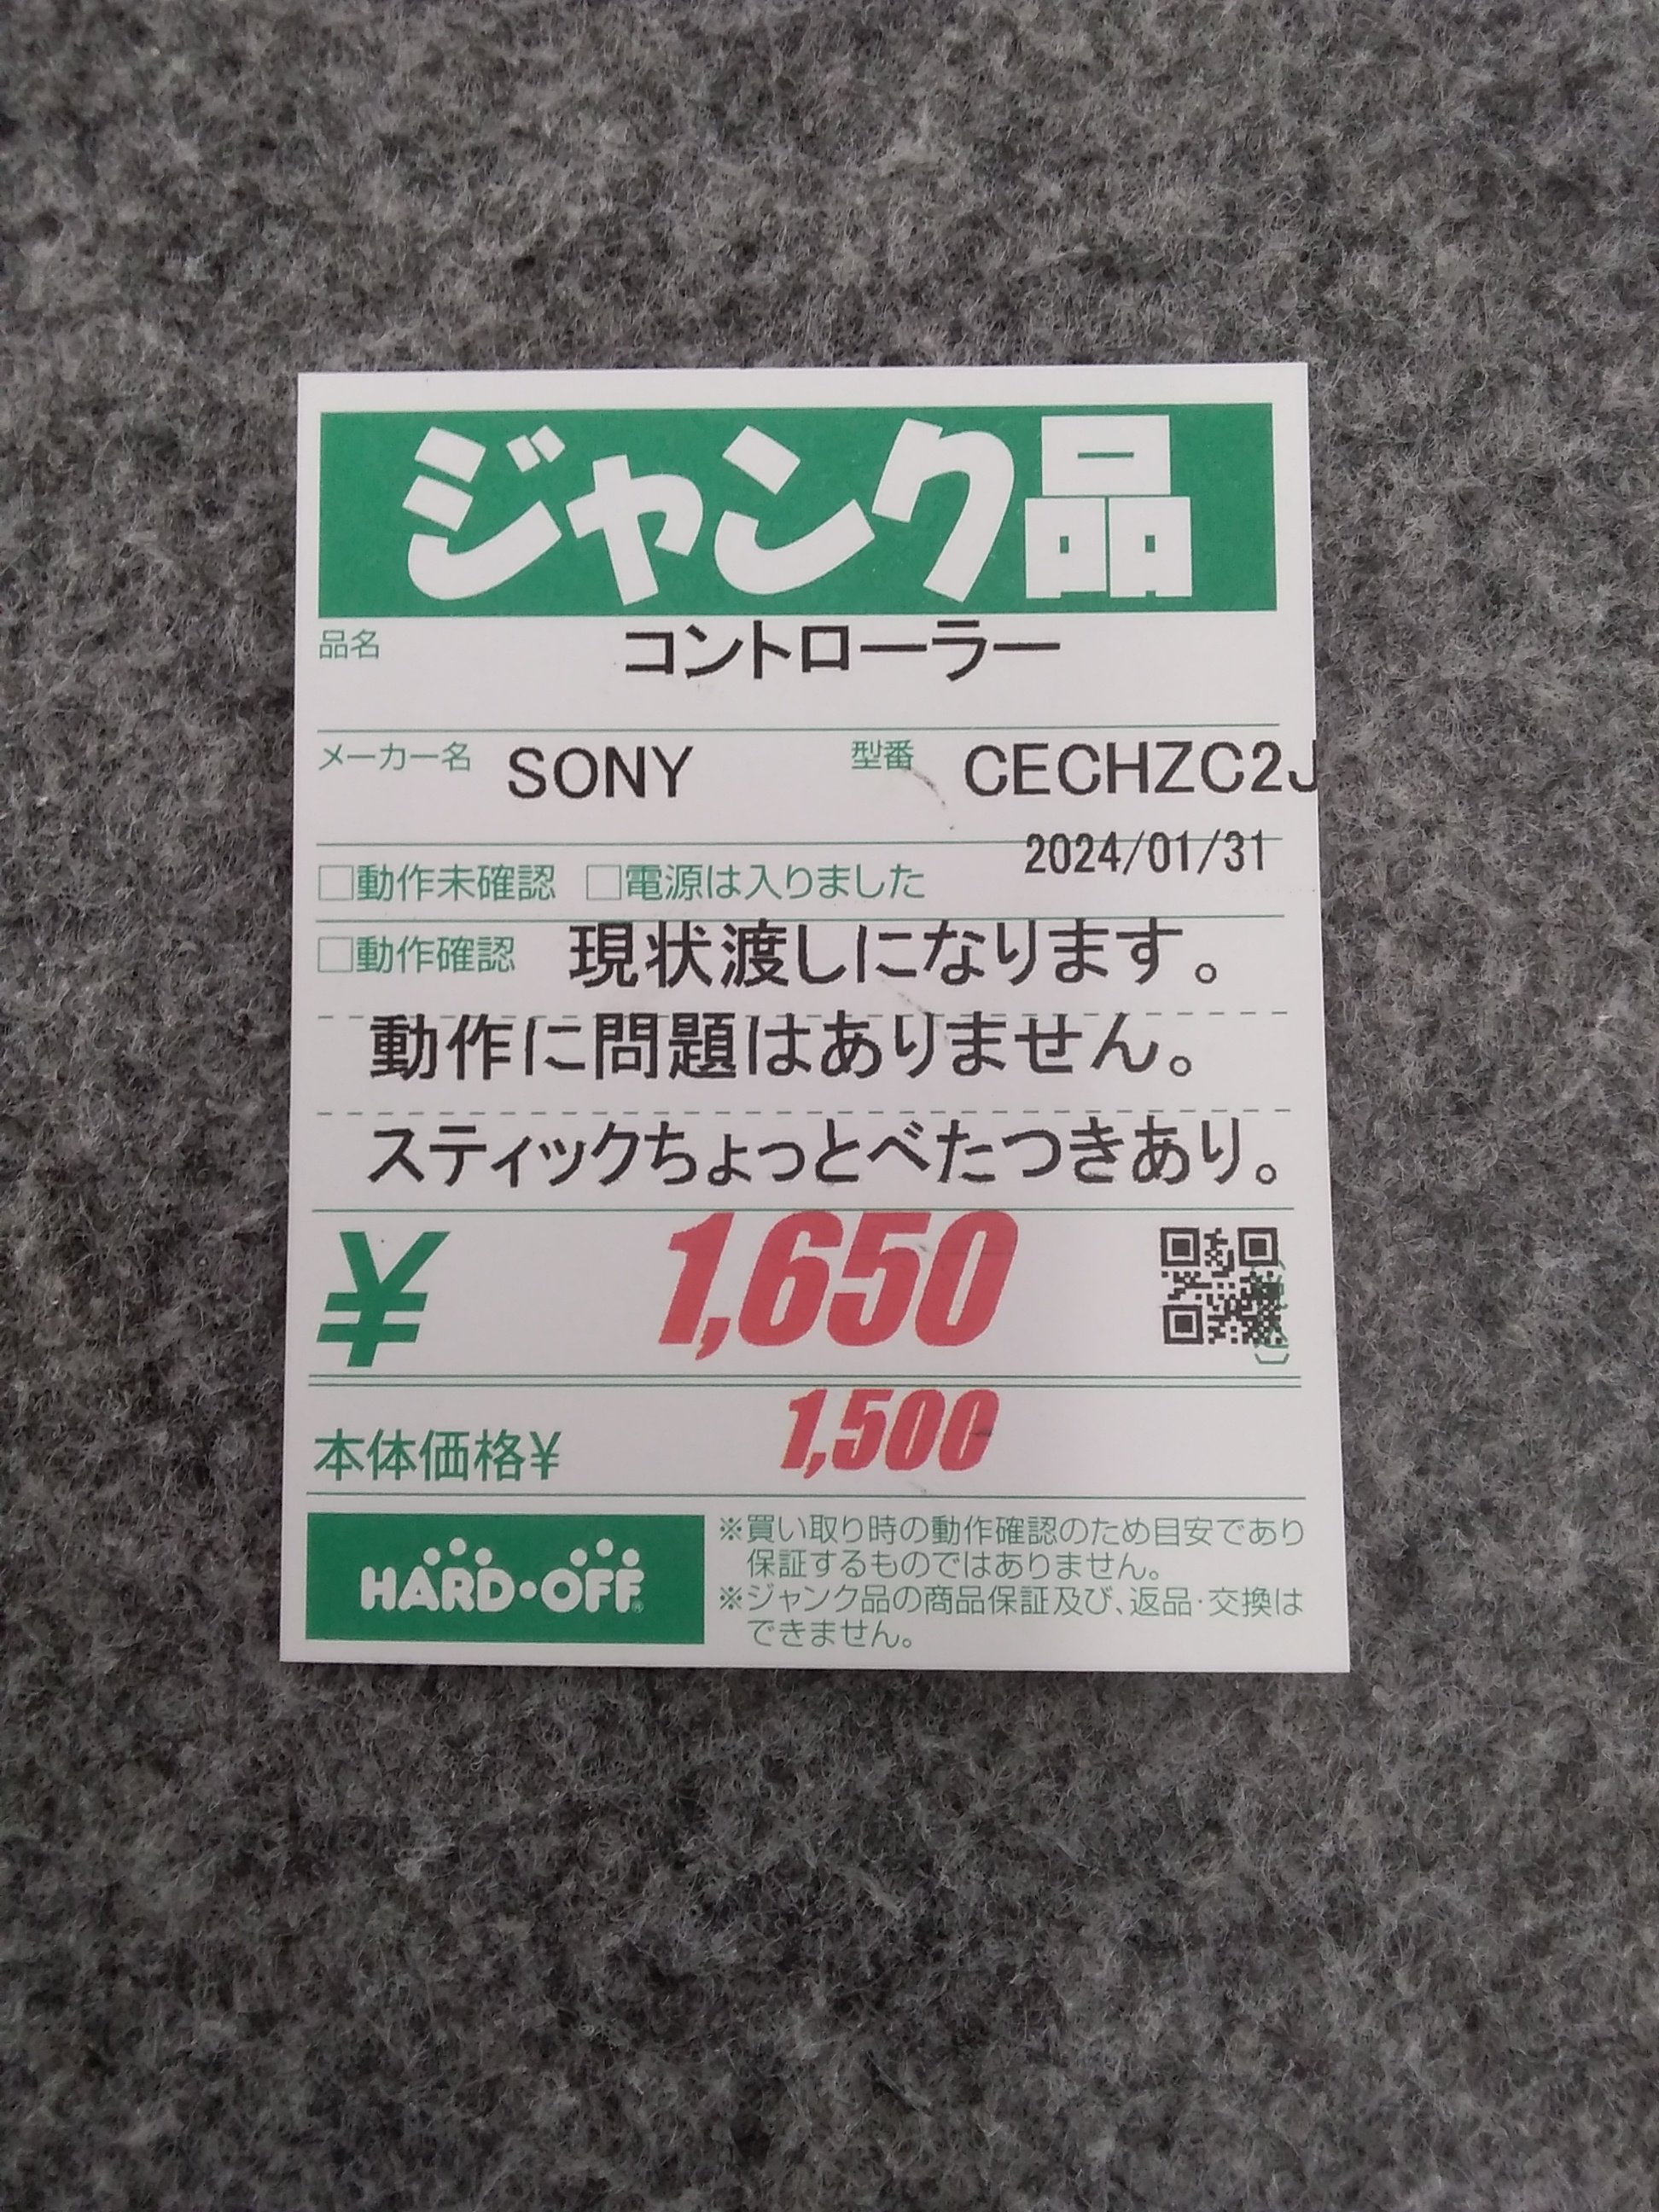 ジャンク品
品名 コントローラー
メーカー名 SONY 型番 CECHZC2J
2024/01/31
□動作未確認 □電源は入りました
□動作確認 現状渡しになります。
動作に問題はありません。
スティックちょっとべたつきあり。
¥ 1,650
本体価格¥ 1,500
HARD・OFF®
※買い取り時の動作確認のため目安であり
保証するものではありません。
※ジャンク品の商品保証及び、返品・交換は
できません。